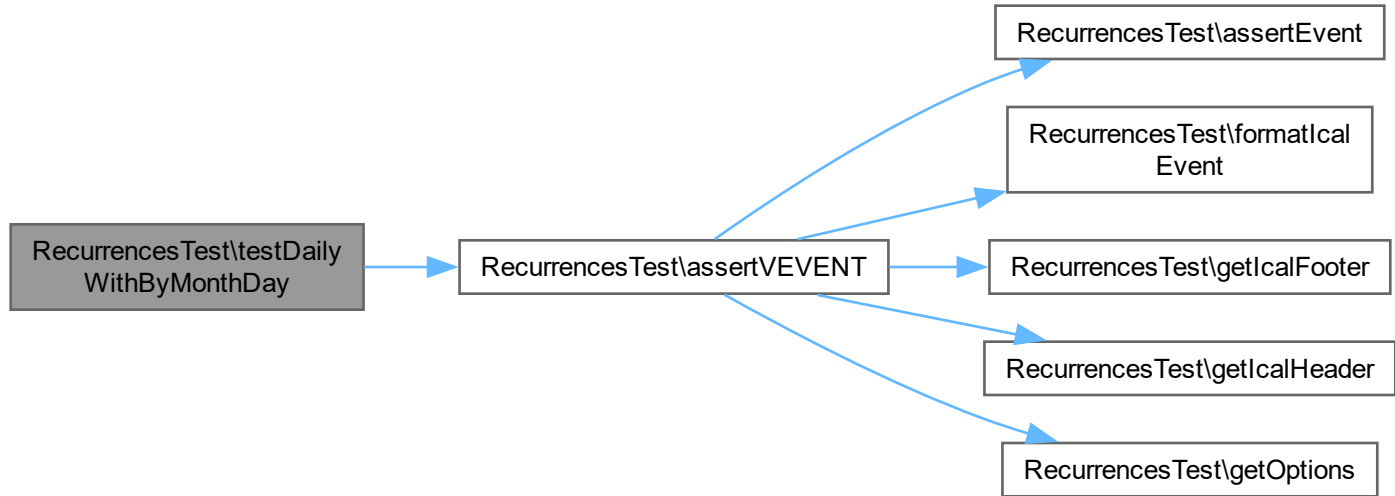 RecurrencesTest\assertEvent
RecurrencesTest\formatIcal
Event
RecurrencesTest\testDaily
WithByMonthDay
RecurrencesTest\assertVEVENT
RecurrencesTest\getIcalFooter
RecurrencesTest\getIcalHeader
RecurrencesTest\getOptions